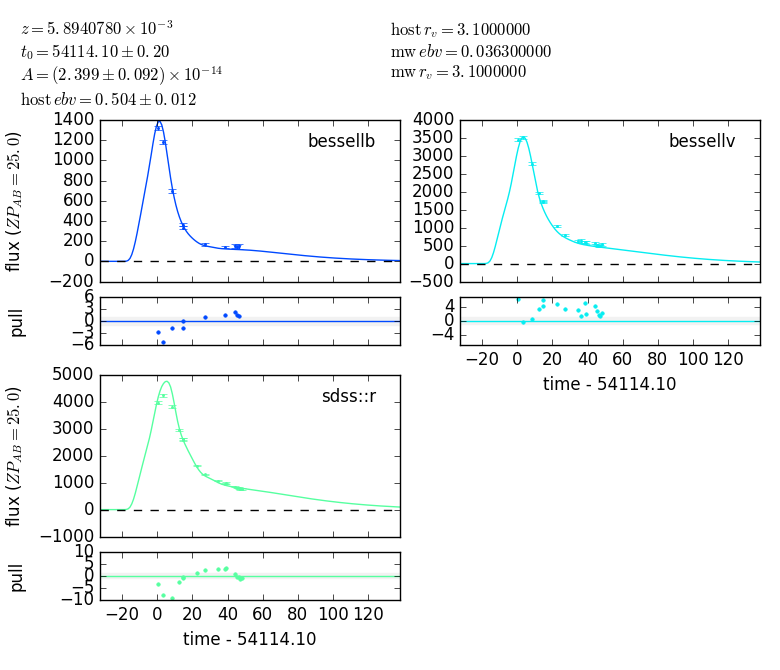 z = 5.8940780 × 10⁻³
t₀ = 54114.10 ± 0.20
A = (2.399 ± 0.092) × 10⁻¹⁴
host ebv = 0.504 ± 0.012
host r_v = 3.1000000
mw ebv = 0.036300000
mw r_v = 3.1000000
1400
1200
1000
800
600
400
200
0
−200
flux (ZP_AB = 25.0)
bessellb
4000
3500
3000
2500
2000
1500
1000
500
0
−500
bessellv
6
3
0
−3
−6
pull
4
0
−4
−20 0 20 40 60 80 100 120
time - 54114.10
5000
4000
3000
2000
1000
0
−1000
flux (ZP_AB = 25.0)
sdss::r
10
5
0
−5
−10
pull
−20 0 20 40 60 80 100 120
time - 54114.10